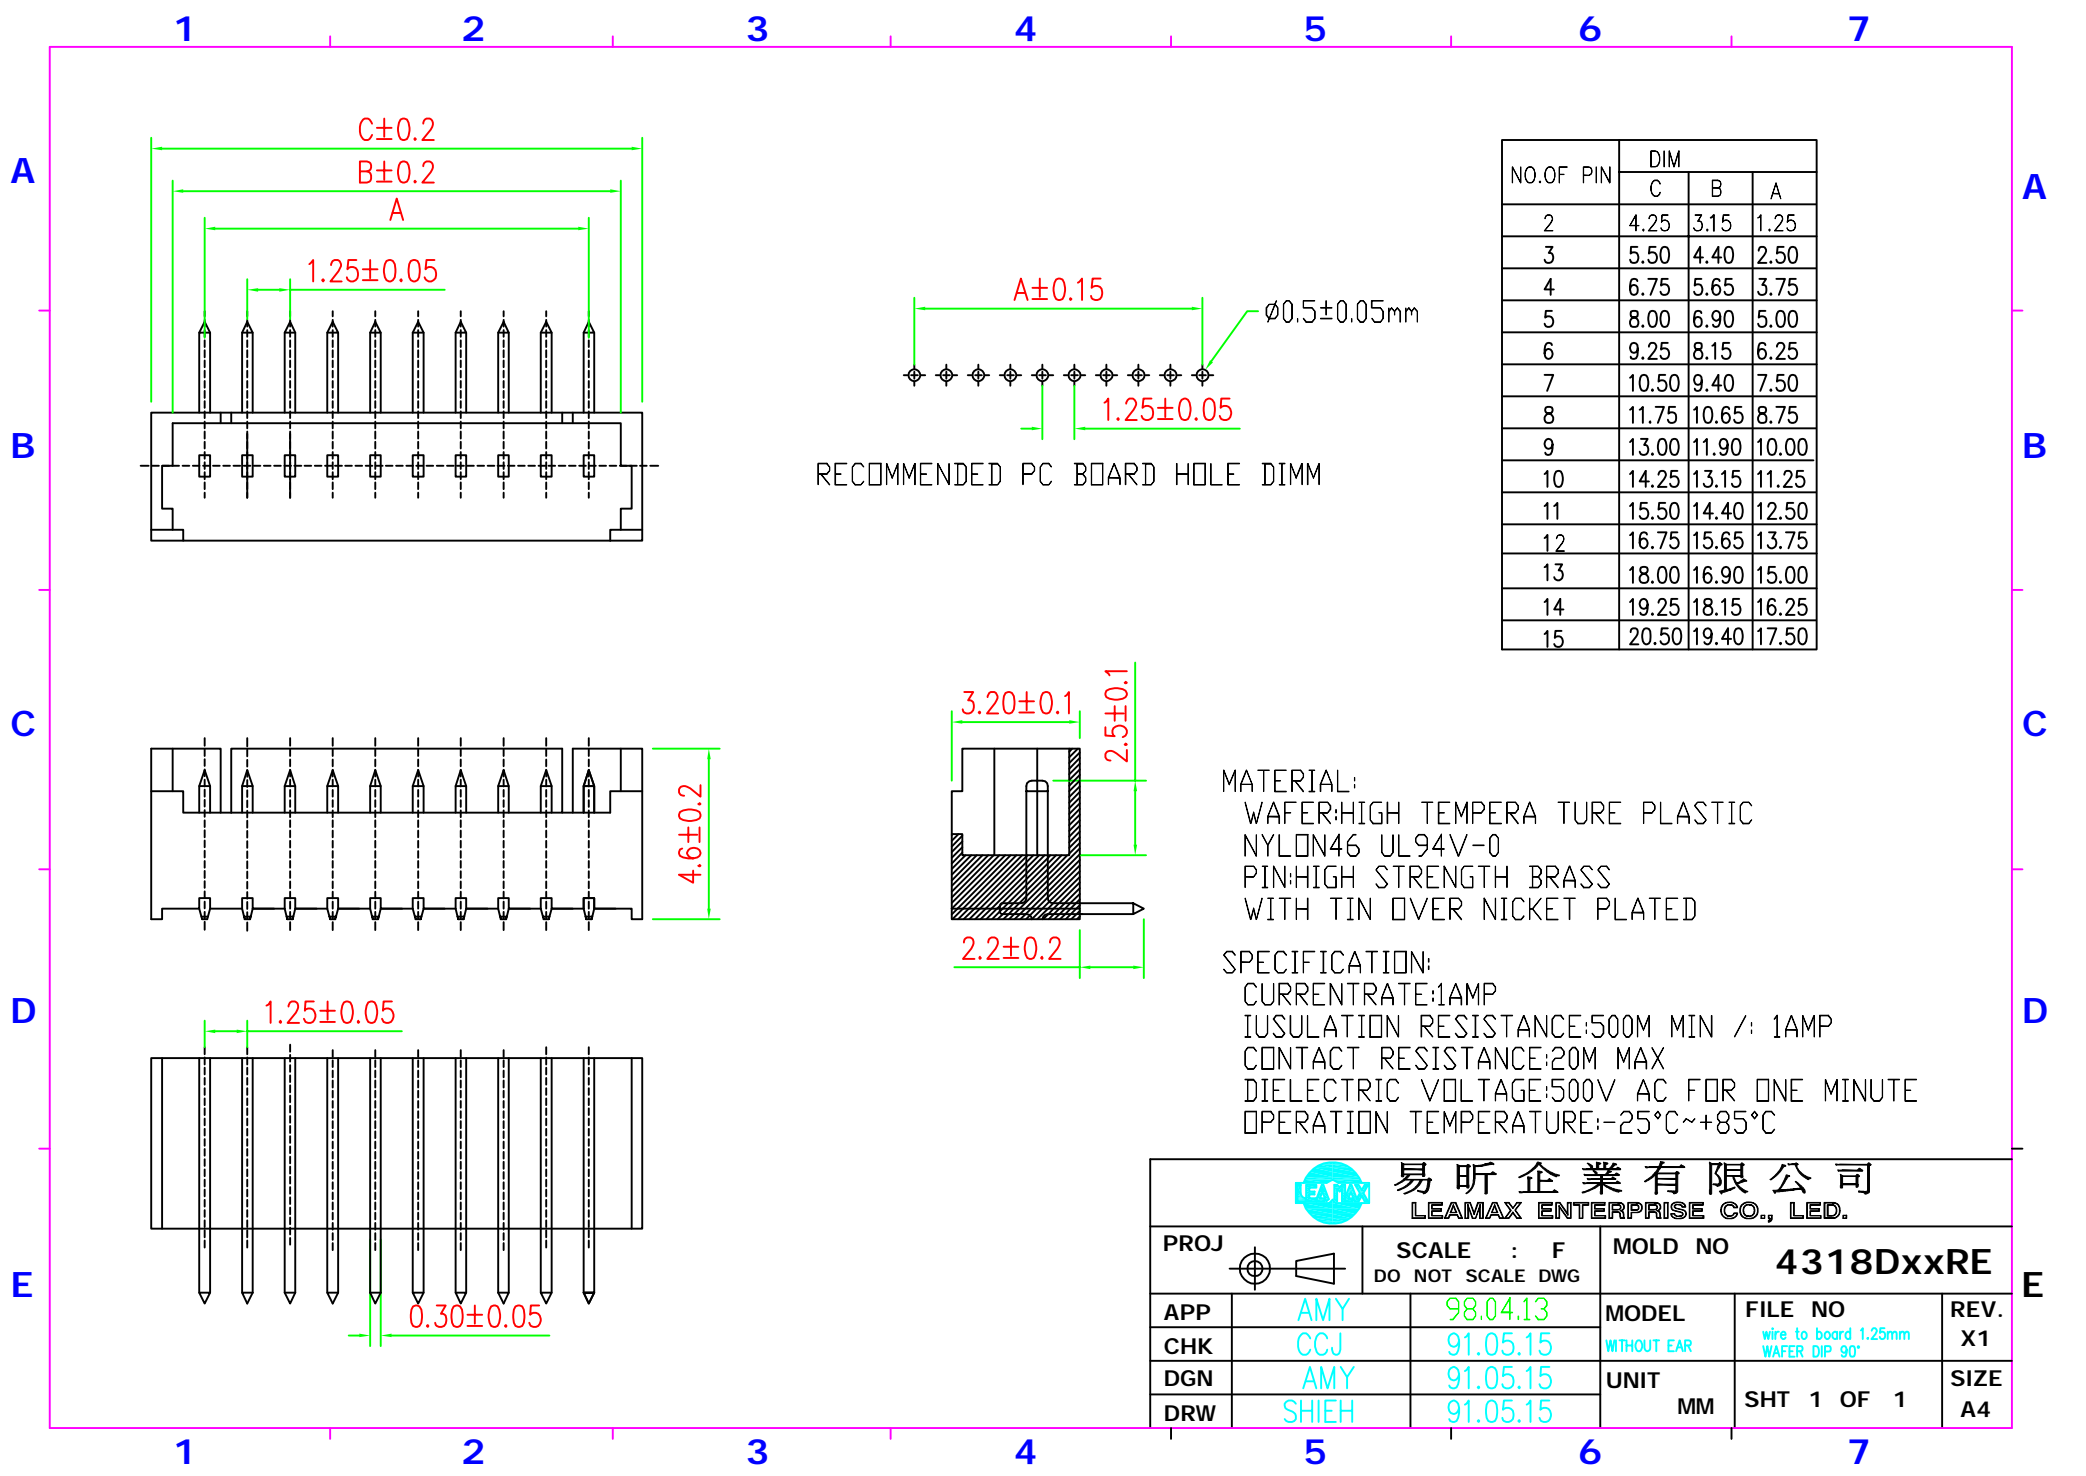 1 2 3 4 5 6 7
A A
B B
C C
D D
E E
C±0.2
B±0.2
A
1.25±0.05
A±0.15
Ø0.5±0.05mm
1.25±0.05
RECOMMENDED PC BOARD HOLE DIMM
NO.OF PIN DIM
C B A
2 4.25 3.15 1.25
3 5.50 4.40 2.50
4 6.75 5.65 3.75
5 8.00 6.90 5.00
6 9.25 8.15 6.25
7 10.50 9.40 7.50
8 11.75 10.65 8.75
9 13.00 11.90 10.00
10 14.25 13.15 11.25
11 15.50 14.40 12.50
12 16.75 15.65 13.75
13 18.00 16.90 15.00
14 19.25 18.15 16.25
15 20.50 19.40 17.50
4.6±0.2
3.20±0.1
2.5±0.1
2.2±0.2
1.25±0.05
0.30±0.05
MATERIAL:
WAFER:HIGH TEMPERA TURE PLASTIC
NYLON46 UL94V-0
PIN:HIGH STRENGTH BRASS
WITH TIN OVER NICKET PLATED
SPECIFICATION:
CURRENTRATE:1AMP
IUSULATION RESISTANCE:500M MIN /: 1AMP
CONTACT RESISTANCE:20M MAX
DIELECTRIC VOLTAGE:500V AC FOR ONE MINUTE
OPERATION TEMPERATURE:-25°C~+85°C
LEAMAX
易昕企業有限公司
LEAMAX ENTERPRISE CO., LED.
PROJ
SCALE : F
DO NOT SCALE DWG
MOLD NO 4318DxxRE
APP AMY 98.04.13
CHK CCJ 91.05.15
DGN AMY 91.05.15
DRW SHIEH 91.05.15
MODEL
WITHOUT EAR
FILE NO
wire to board 1.25mm
WAFER DIP 90°
REV.
X1
UNIT
MM
SHT 1 OF 1
SIZE
A4
1 2 3 4 5 6 7